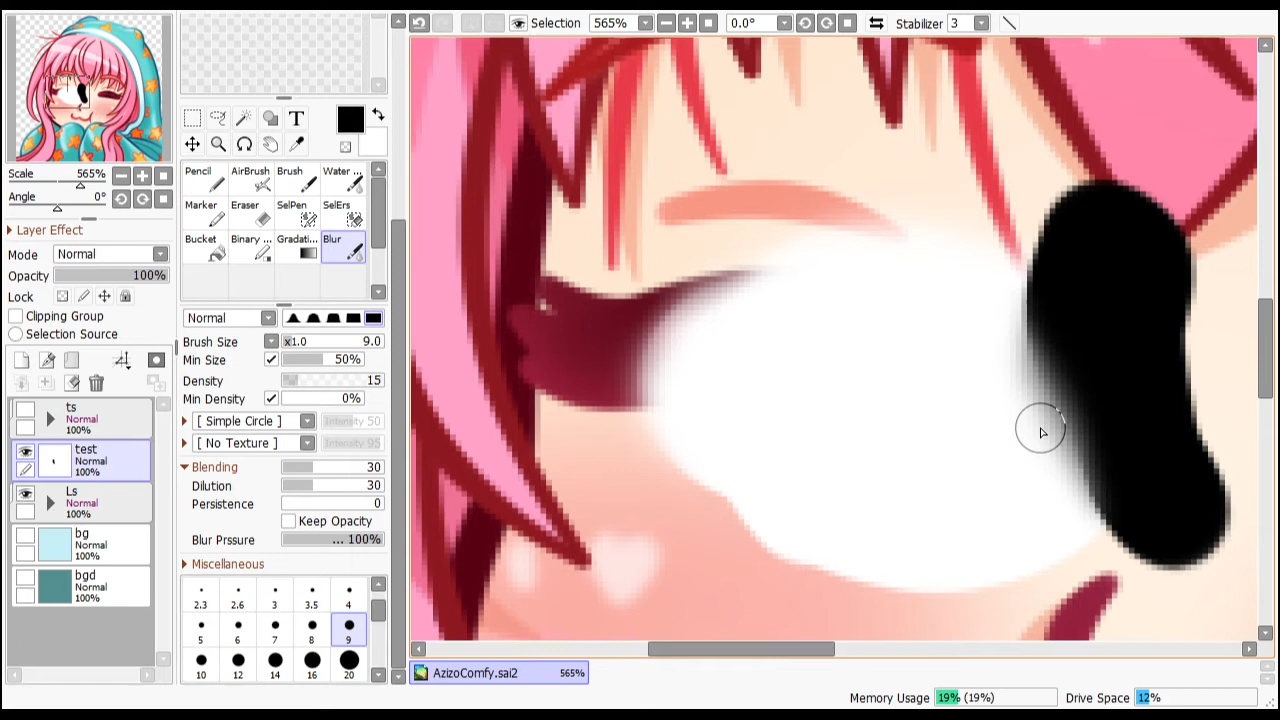 Selection 565% 0.0° Stabilizer 3
Scale 565%
Angle 0°
Layer Effect
Mode Normal
Opacity 100%
Lock
Clipping Group
Selection Source
ts
Normal
100%
test
Normal
100%
Ls
Normal
100%
bg
Normal
100%
bgd
Normal
100%
T
Pencil AirBrush Brush Water ...
Marker Eraser SelPen SelErs
Bucket Binary ... Gradati... Blur
Normal
Brush Size x1.0 9.0
Min Size 50%
Density 15
Min Density 0%
[ Simple Circle ] Intensity 50
[ No Texture ] Intensity 95
Blending 30
Dilution 30
Persistence 0
Keep Opacity
Blur Prssure ... 100%
Miscellaneous
2.3 2.6 3 3.5 4
5 6 7 8 9
10 12 14 16 20
AzizoComfy.sai2 565%
Memory Usage 19% (19%) Drive Space 12%